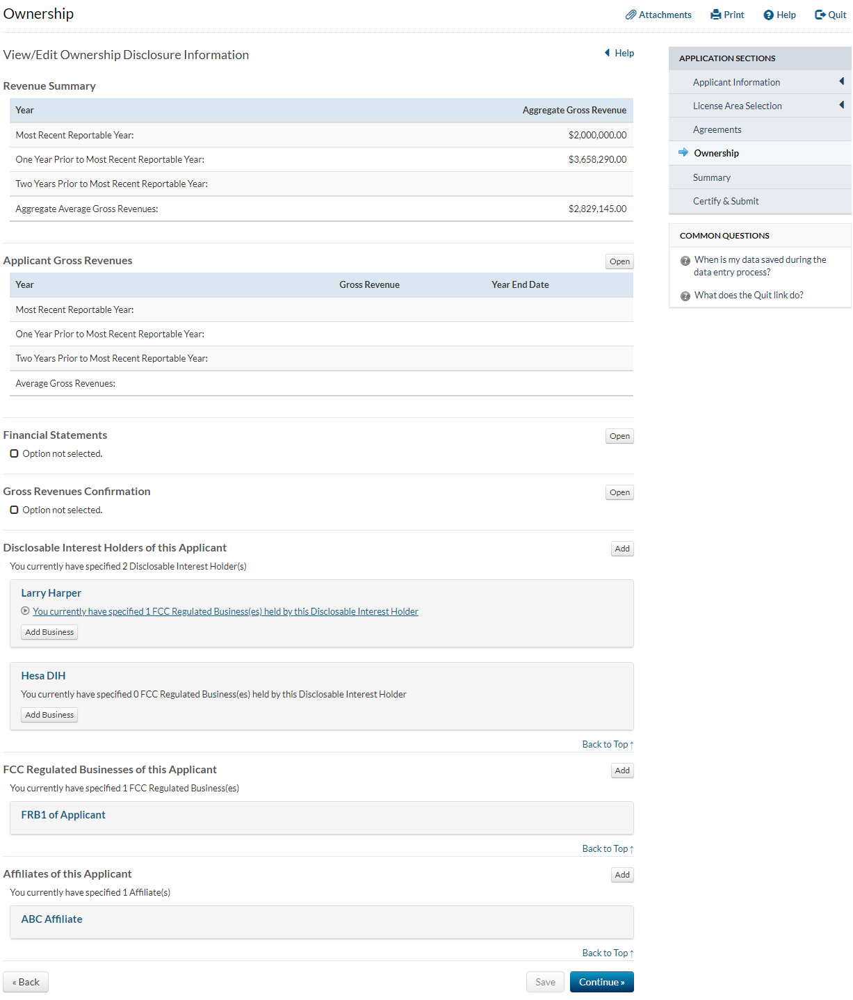 Ownership
Attachments Print Help Quit
View/Edit Ownership Disclosure Information
Help
Revenue Summary
Year Aggregate Gross Revenue
Most Recent Reportable Year: $2,000,000.00
One Year Prior to Most Recent Reportable Year: $3,658,290.00
Two Years Prior to Most Recent Reportable Year:
Aggregate Average Gross Revenues: $2,829,145.00
Applicant Gross Revenues
Open
Year Gross Revenue Year End Date
Most Recent Reportable Year:
One Year Prior to Most Recent Reportable Year:
Two Years Prior to Most Recent Reportable Year:
Average Gross Revenues:
Financial Statements
Open
Option not selected.
Gross Revenues Confirmation
Open
Option not selected.
Disclosable Interest Holders of this Applicant
Add
You currently have specified 2 Disclosable Interest Holder(s)
Larry Harper
You currently have specified 1 FCC Regulated Business(es) held by this Disclosable Interest Holder
Add Business
Hesa DIH
You currently have specified 0 FCC Regulated Business(es) held by this Disclosable Interest Holder
Add Business
Back to Top ↑
FCC Regulated Businesses of this Applicant
Add
You currently have specified 1 FCC Regulated Business(es)
FRB1 of Applicant
Back to Top ↑
Affiliates of this Applicant
Add
You currently have specified 1 Affiliate(s)
ABC Affiliate
Back to Top ↑
« Back
Save
Continue »
APPLICATION SECTIONS
Applicant Information
License Area Selection
Agreements
Ownership
Summary
Certify & Submit
COMMON QUESTIONS
When is my data saved during the
data entry process?
What does the Quit link do?